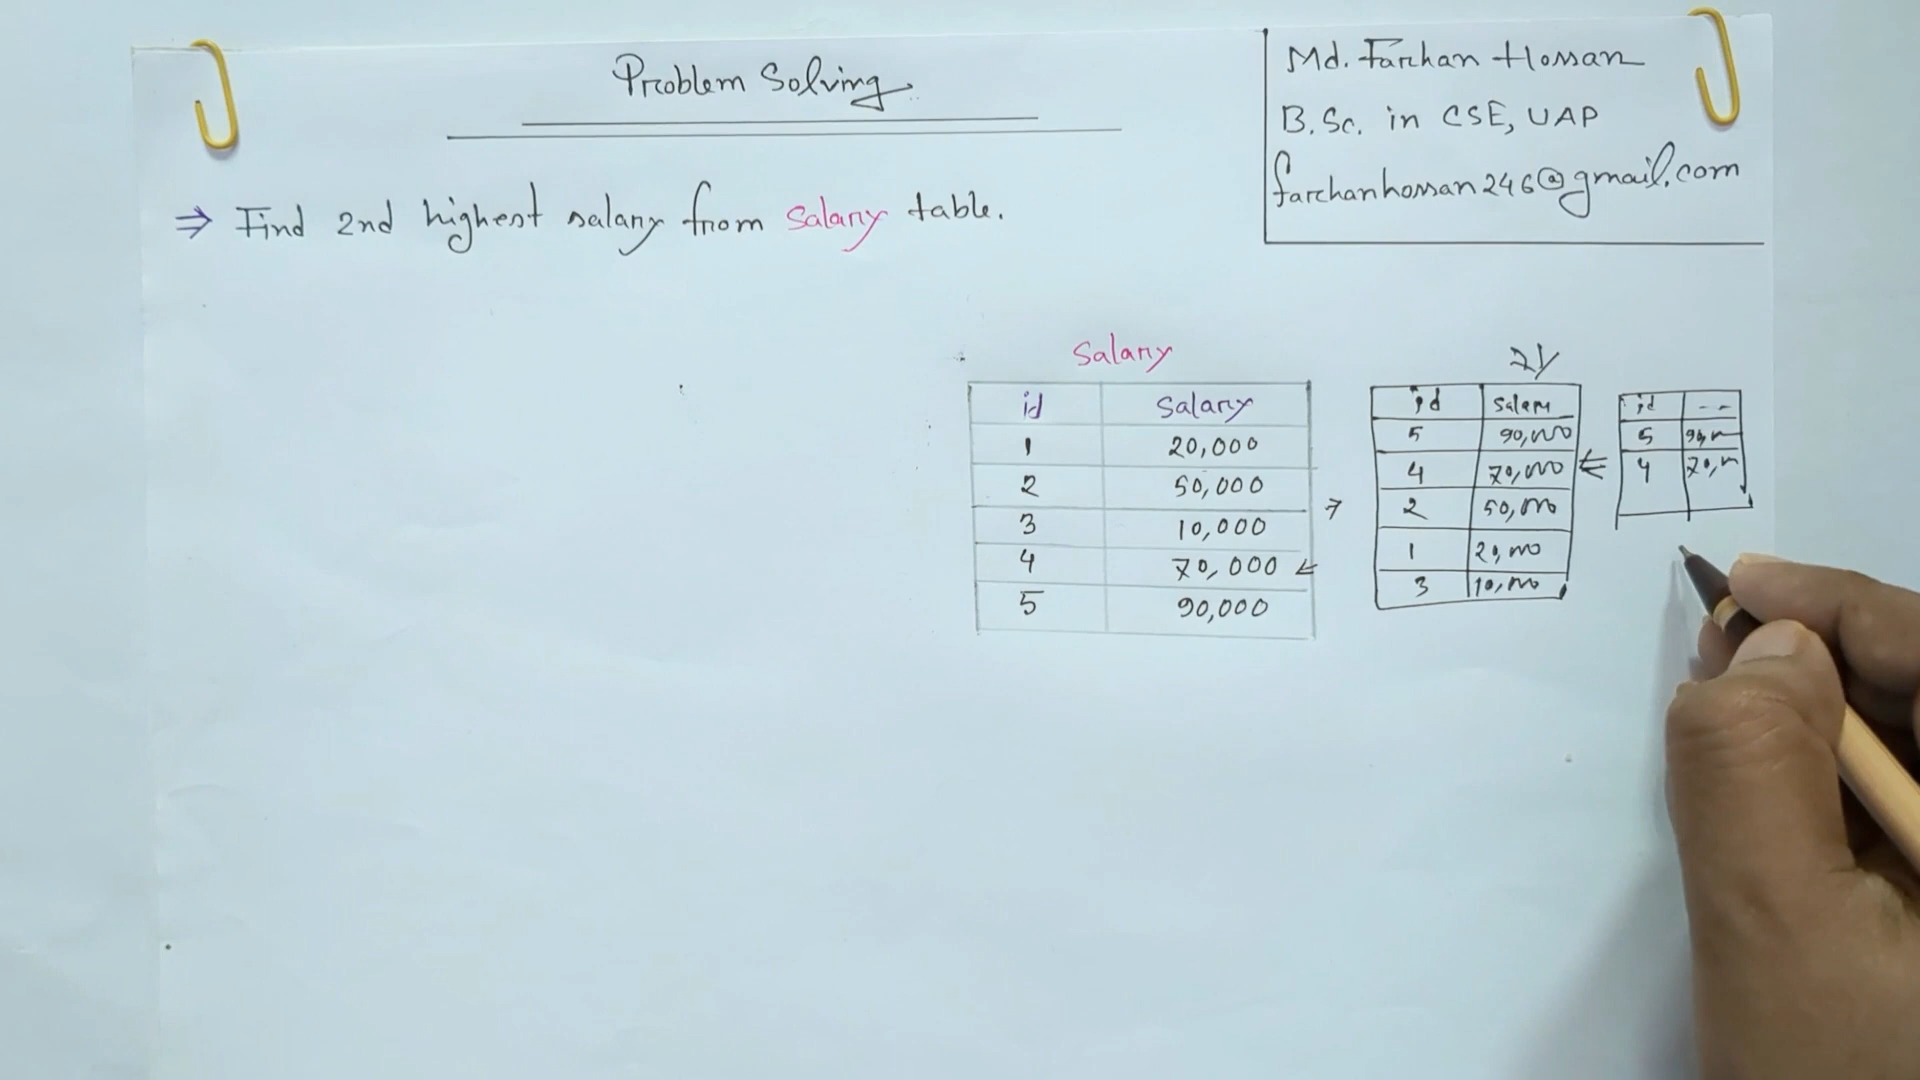 Problem Solving
Md. Farhan Hossan
B.Sc. in CSE, UAP
farhanhossan246@gmail.com
⇒ Find 2nd highest salary from Salary table.
Salary
id Salary
1 20,000
2 50,000
3 10,000
4 70,000
5 90,000
id
5 90,000
4 70,000
2 50,000
1 20,000
3 10,000
id --
5
4